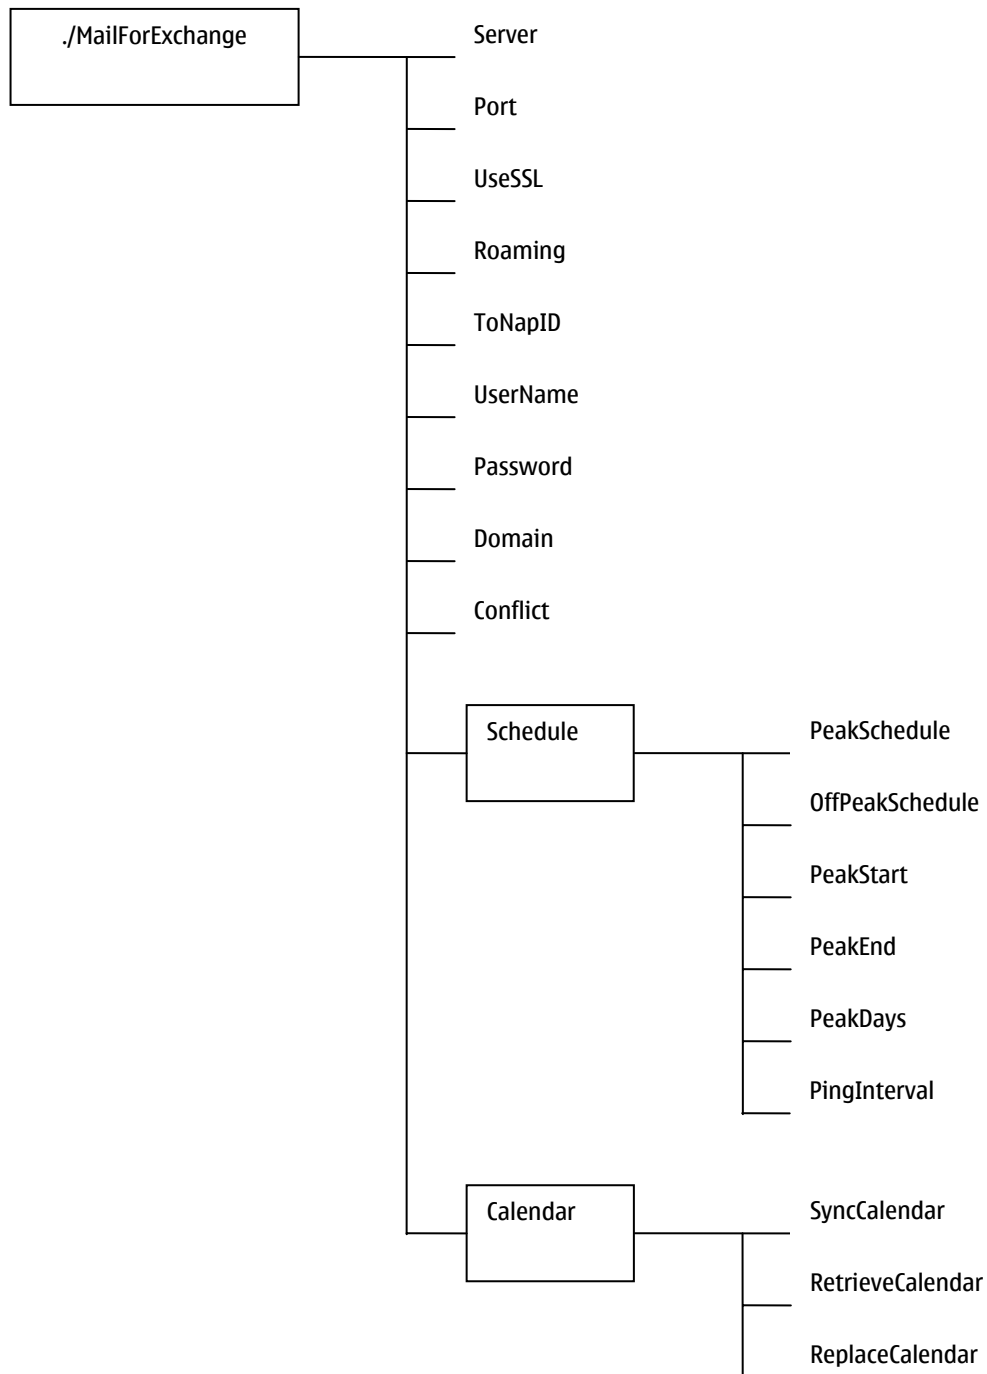 ./MailForExchange
Server
Port
UseSSL
Roaming
ToNapID
UserName
Password
Domain
Conflict
Schedule
PeakSchedule
OffPeakSchedule
PeakStart
PeakEnd
PeakDays
PingInterval
Calendar
SyncCalendar
RetrieveCalendar
ReplaceCalendar